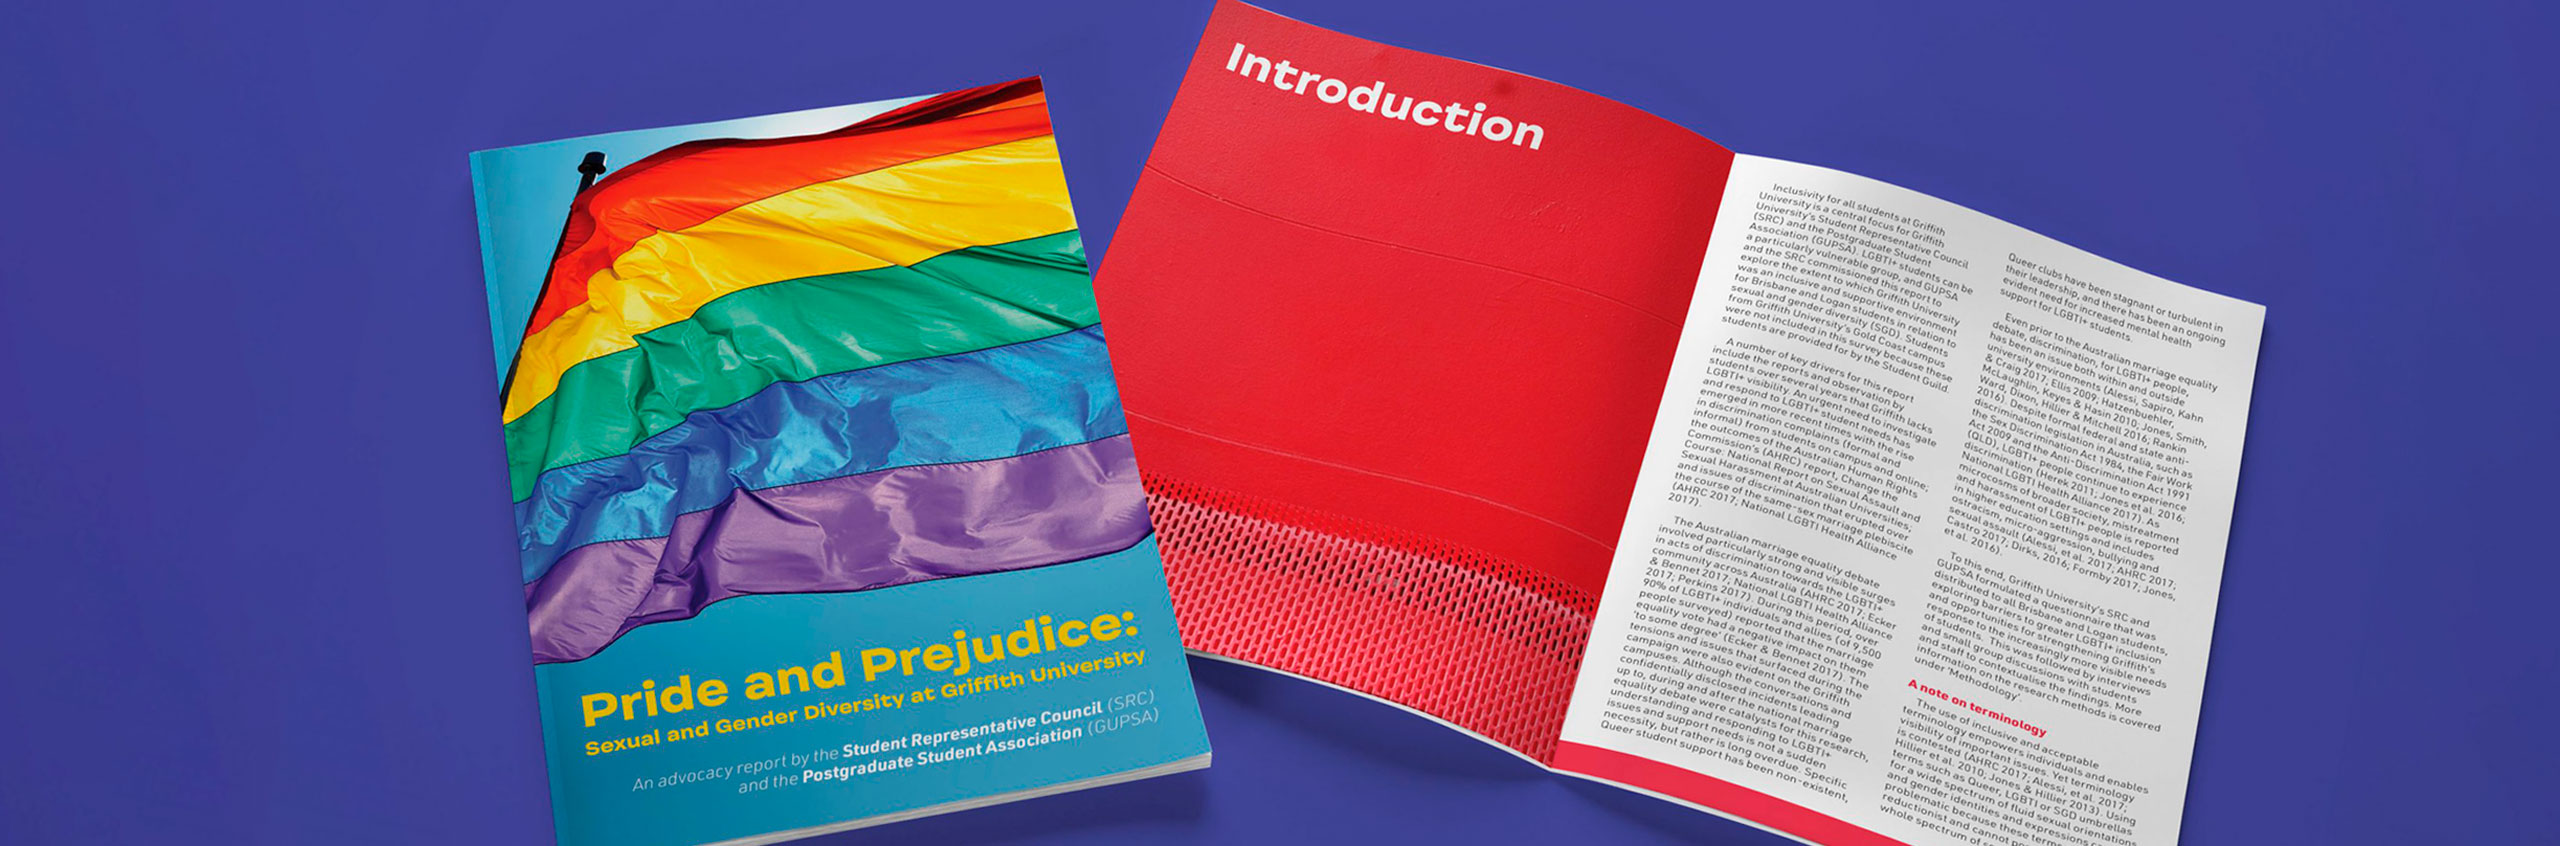 Pride and Prejudice:
Sexual and Gender Diversity at Griffith University
An advocacy report by the Student Representative Council (SRC)
and the Postgraduate Student Association (GUPSA)
Introduction
Inclusivity for all students at Griffith
University is a central focus for Griffith
University's Student Representative Council
(SRC) and the Postgraduate Student
Association (GUPSA). LGBTI+ students can be
a particularly vulnerable group, and GUPSA
and the SRC commissioned this report to
explore the extent to which Griffith University
was an inclusive and supportive environment
for Brisbane and Logan students in relation to
sexual and gender diversity (SGD). Students
from Griffith University's Gold Coast campus
were not included in this survey because these
students are provided for by the Student Guild.
A number of key drivers for this report
include the reports and observation by
students over several years that Griffith lacks
LGBTI+ visibility. An urgent need to investigate
and respond to LGBTI+ student needs has
emerged in more recent times with the rise
in discrimination complaints (formal and
informal) from students on campus and online;
the outcomes of the Australian Human Rights
Commission's (AHRC) report, Change the
Course: National Report on Sexual Assault and
Sexual Harassment at Australian Universities;
and issues of discrimination that erupted over
the course of the same-sex marriage plebiscite
(AHRC 2017; National LGBTI Health Alliance
2017).
The Australian marriage equality debate
involved particularly strong and visible surges
in acts of discrimination towards the LGBTI+
community across Australia (AHRC 2017; Ecker
& Bennet 2017; National LGBTI Health Alliance
2017; Perkins 2017). During this period, over
90% of LGBTI+ individuals and allies (of 9,500
people surveyed) reported that the marriage
equality vote had a negative impact on them
'to some degree' (Ecker & Bennet 2017). The
tensions and issues that surfaced during the
campaign were also evident on the Griffith
campuses. Although the conversations and
confidentially disclosed incidents leading
up to, during and after the national marriage
equality debate were catalysts for this research,
understanding and responding to LGBTI+
issues and support needs is not a sudden
necessity, but rather is long overdue. Specific
Queer student support has been non-existent,
Queer clubs have been stagnant or turbulent in
their leadership, and there has been an ongoing
evident need for increased mental health
support for LGBTI+ students.
Even prior to the Australian marriage equality
debate, discrimination, for LGBTI+ people,
has been an issue both within and outside
university environments (Alessi, Sapiro, Kahn
& Craig 2017, Ellis 2009; Hatzenbuehler,
McLaughlin, Keyes & Hasin 2010; Jones, Smith,
Ward, Dixon, Hillier & Mitchell 2016; Rankin
2016). Despite formal federal and state anti-
discrimination legislation in Australia, such as
the Sex Discrimination Act 1984, the Fair Work
Act 2009 and the Anti-Discrimination Act 1991
(QLD), LGBTI+ people continue to experience
discrimination (Herek 2011; Jones et al. 2016;
National LGBTI Health Alliance 2017). As
microcosms of broader society, mistreatment
and harassment of LGBTI+ people is reported
in higher education settings, and includes
ostracism, micro-aggression, bullying and
sexual assault (Alessi, et al. 2017; AHRC 2017;
Castro 2017; Dirks, 2016; Formby 2017; Jones,
et al. 2016).
To this end, Griffith University's SRC and
GUPSA formulated a questionnaire that was
distributed to all Brisbane and Logan students,
exploring barriers to greater LGBTI+ inclusion
and opportunities for strengthening Griffith's
response to the increasingly more visible needs
of students. This was followed by interviews
and small group discussions with students
and staff to contextualise the findings. More
information on the research methods is covered
under 'Methodology'.
A note on terminology
The use of inclusive and acceptable
terminology empowers individuals and enables
visibility of important issues. Yet terminology
is contested (AHRC 2017; Alessi, et al. 2017;
Hillier et al. 2010; Jones & Hillier 2013). Using
terms such as Queer, LGBTI or SGD umbrellas
for a wide spectrum of fluid sexual orientations
and gender identities and expressions
problematic because these terms
reductionist and cannot
whole spectrum of